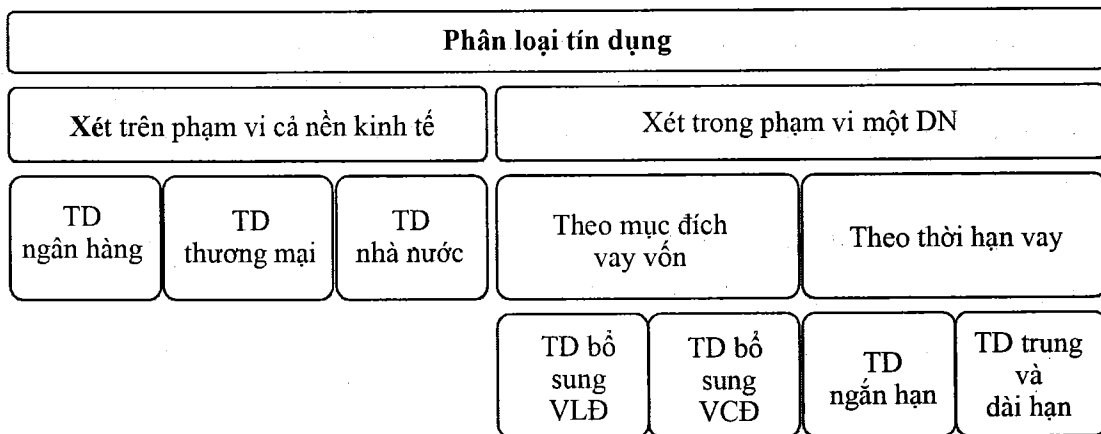 Phân loại tín dụng
Xét trên phạm vi cả nền kinh tế
Xét trong phạm vi một DN
TD
ngân hàng
TD
thương mại
TD
nhà nước
Theo mục đích
vay vốn
Theo thời hạn vay
TD bổ
sung
VLĐ
TD bổ
sung
VCĐ
TD
ngắn hạn
TD trung
và
dài hạn